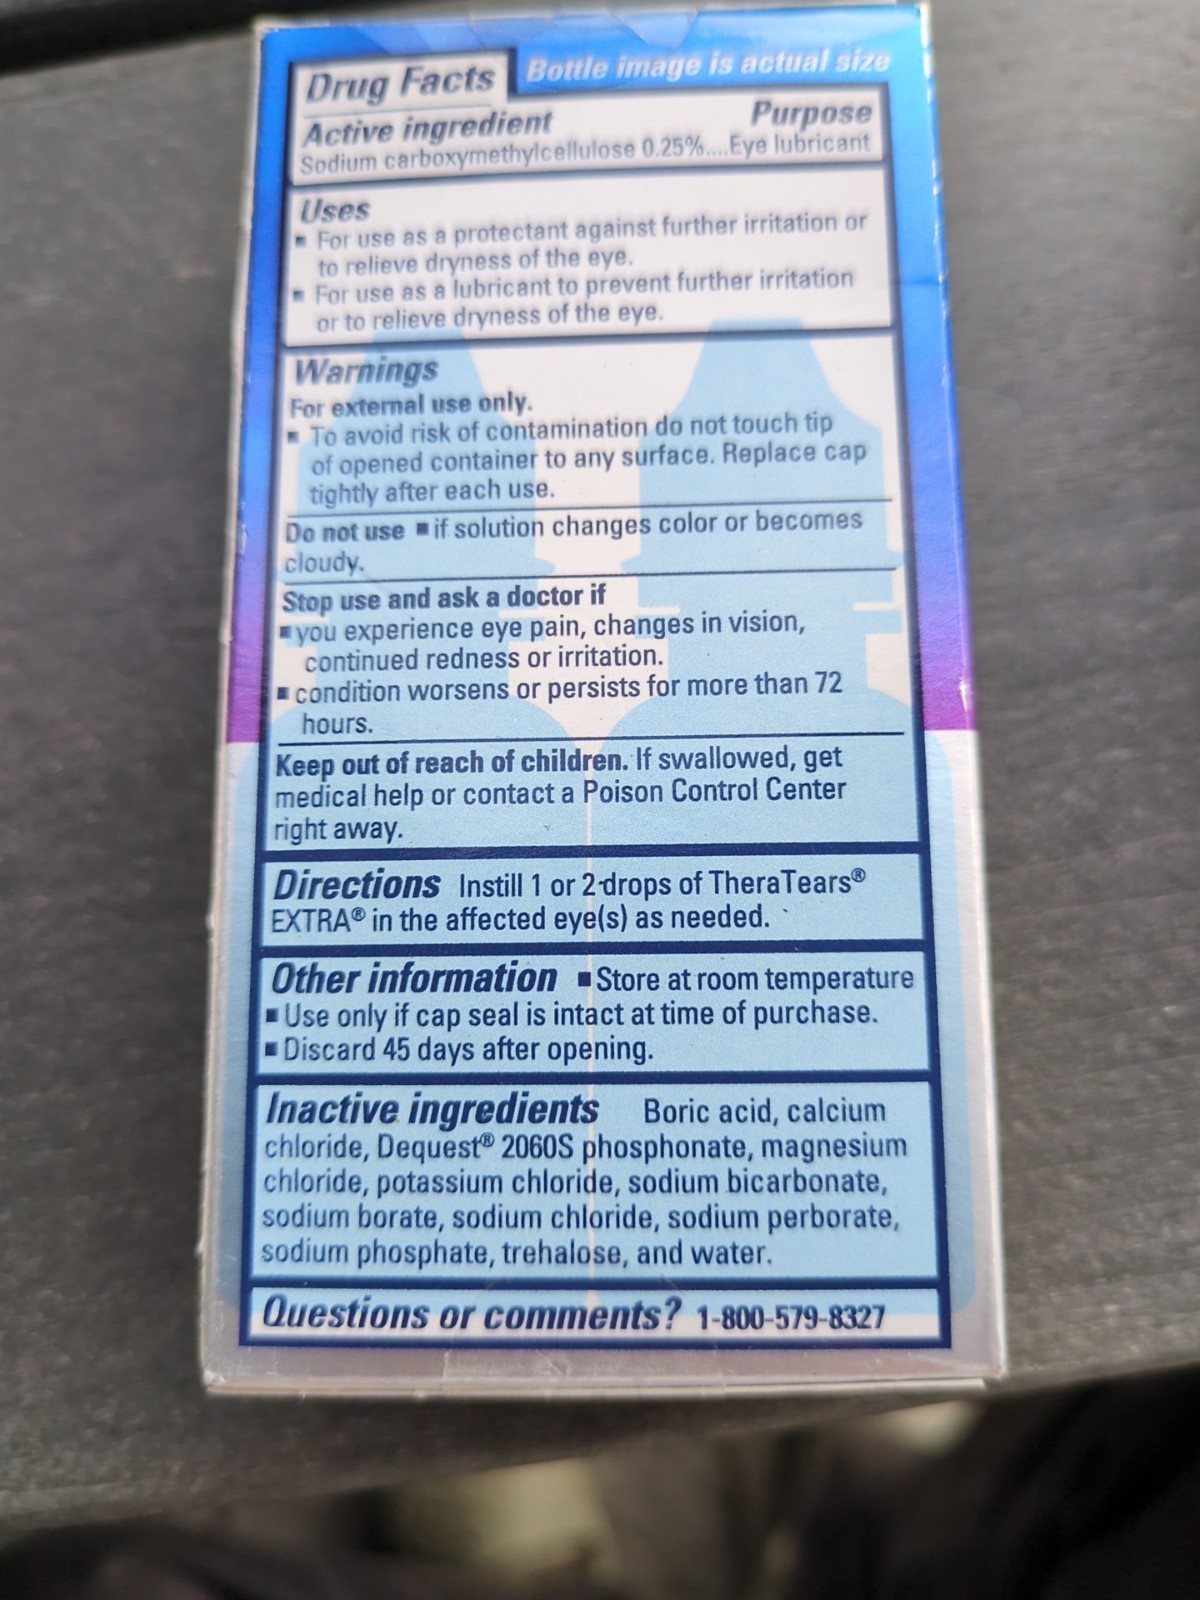 Bottle image is actual size
Drug Facts
Active ingredient Purpose
Sodium carboxymethylcellulose 0.25%....Eye lubricant
Uses
▪ For use as a protectant against further irritation or
to relieve dryness of the eye.
▪ For use as a lubricant to prevent further irritation
or to relieve dryness of the eye.
Warnings
For external use only.
▪ To avoid risk of contamination do not touch tip
of opened container to any surface. Replace cap
tightly after each use.
Do not use ▪ if solution changes color or becomes
cloudy.
Stop use and ask a doctor if
▪ you experience eye pain, changes in vision,
continued redness or irritation.
▪ condition worsens or persists for more than 72
hours.
Keep out of reach of children. If swallowed, get
medical help or contact a Poison Control Center
right away.
Directions Instill 1 or 2 drops of TheraTears®
EXTRA® in the affected eye(s) as needed.
Other information ▪ Store at room temperature
▪ Use only if cap seal is intact at time of purchase.
▪ Discard 45 days after opening.
Inactive ingredients Boric acid, calcium
chloride, Dequest® 2060S phosphonate, magnesium
chloride, potassium chloride, sodium bicarbonate,
sodium borate, sodium chloride, sodium perborate,
sodium phosphate, trehalose, and water.
Questions or comments? 1-800-579-8327